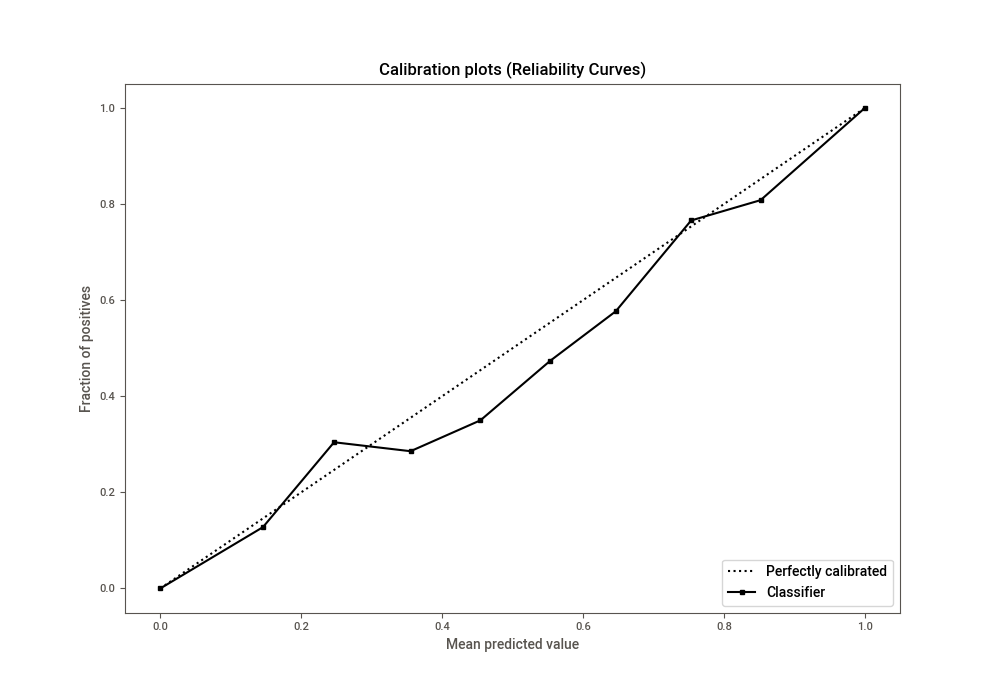 Calibration plots (Reliability Curves)
1.0
0.8
0.6
0.4
0.2
0.0
Fraction of positives
0.0 0.2 0.4 0.6 0.8 1.0
Mean predicted value
Perfectly calibrated
Classifier